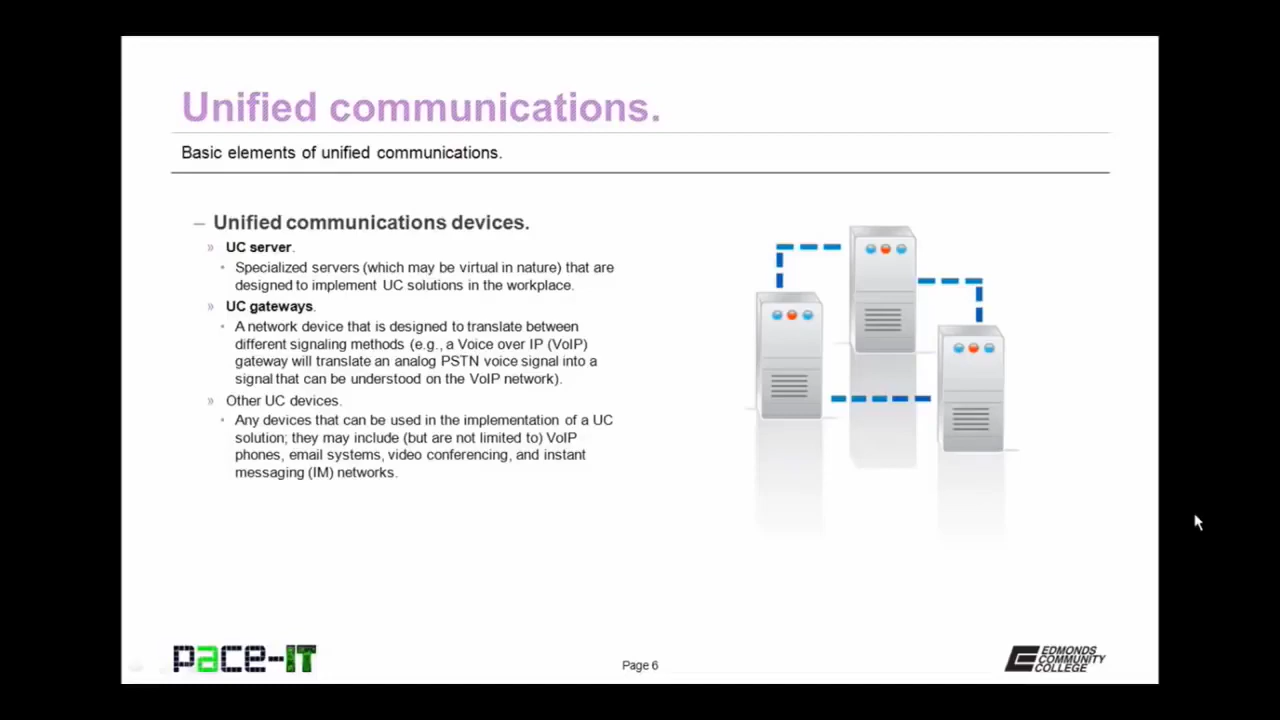 Unified communications.
Basic elements of unified communications.
– Unified communications devices.
» UC server.
• Specialized servers (which may be virtual in nature) that are
designed to implement UC solutions in the workplace.
» UC gateways.
• A network device that is designed to translate between
different signaling methods (e.g., a Voice over IP (VoIP)
gateway will translate an analog PSTN voice signal into a
signal that can be understood on the VoIP network).
» Other UC devices.
• Any devices that can be used in the implementation of a UC
solution; they may include (but are not limited to) VoIP
phones, email systems, video conferencing, and instant
messaging (IM) networks.
pace-IT
Page 6
EDMONDS
COMMUNITY
COLLEGE